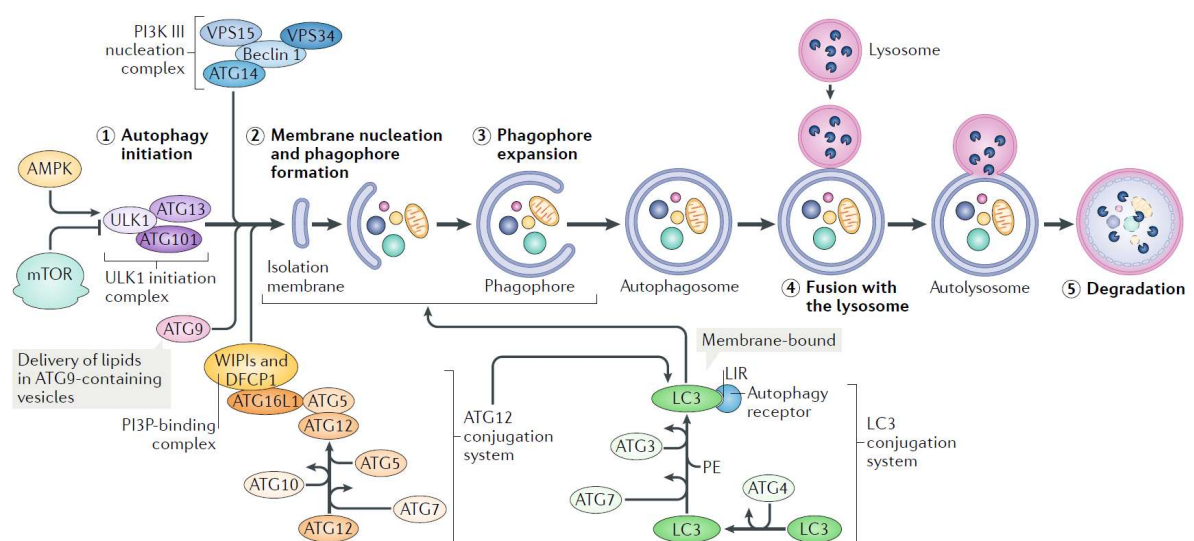 PI3K III
nucleation
complex
VPS15
VPS34
Beclin 1
ATG14
Lysosome
① Autophagy
initiation
② Membrane nucleation
and phagophore
formation
③ Phagophore
expansion
AMPK
ULK1
ATG13
ATG101
mTOR
ULK1 initiation
complex
Isolation
membrane
Phagophore
Autophagosome
④ Fusion with
the lysosome
Autolysosome
⑤ Degradation
ATG9
Delivery of lipids
in ATG9-containing
vesicles
WIPIs and
DFCP1
PI3P-binding
complex
ATG16L1
ATG5
ATG12
ATG5
ATG10
ATG7
ATG12
ATG12
conjugation
system
Membrane-bound
LIR
LC3
Autophagy
receptor
ATG3
PE
ATG7
ATG4
LC3
LC3
LC3
conjugation
system